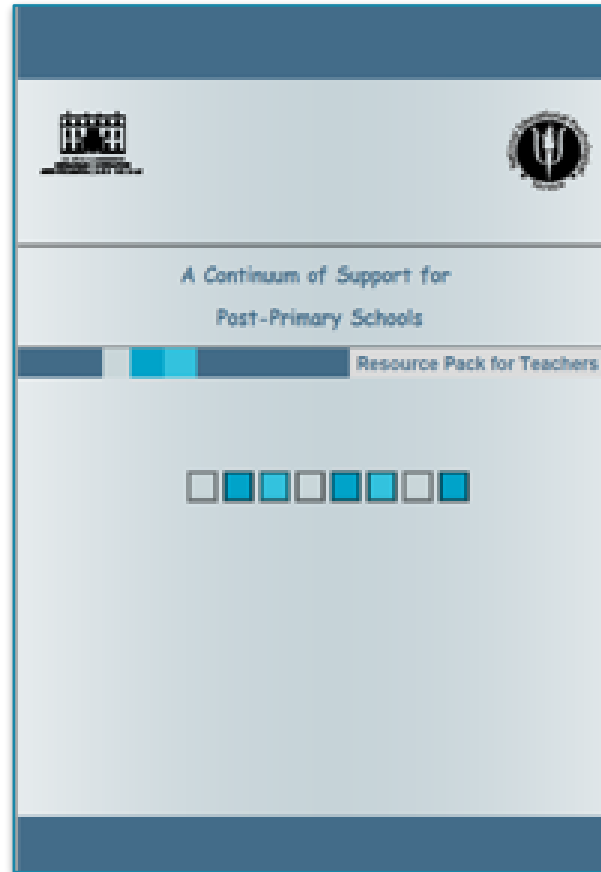 A Continuum of Support for
Post-Primary Schools
Resource Pack for Teachers